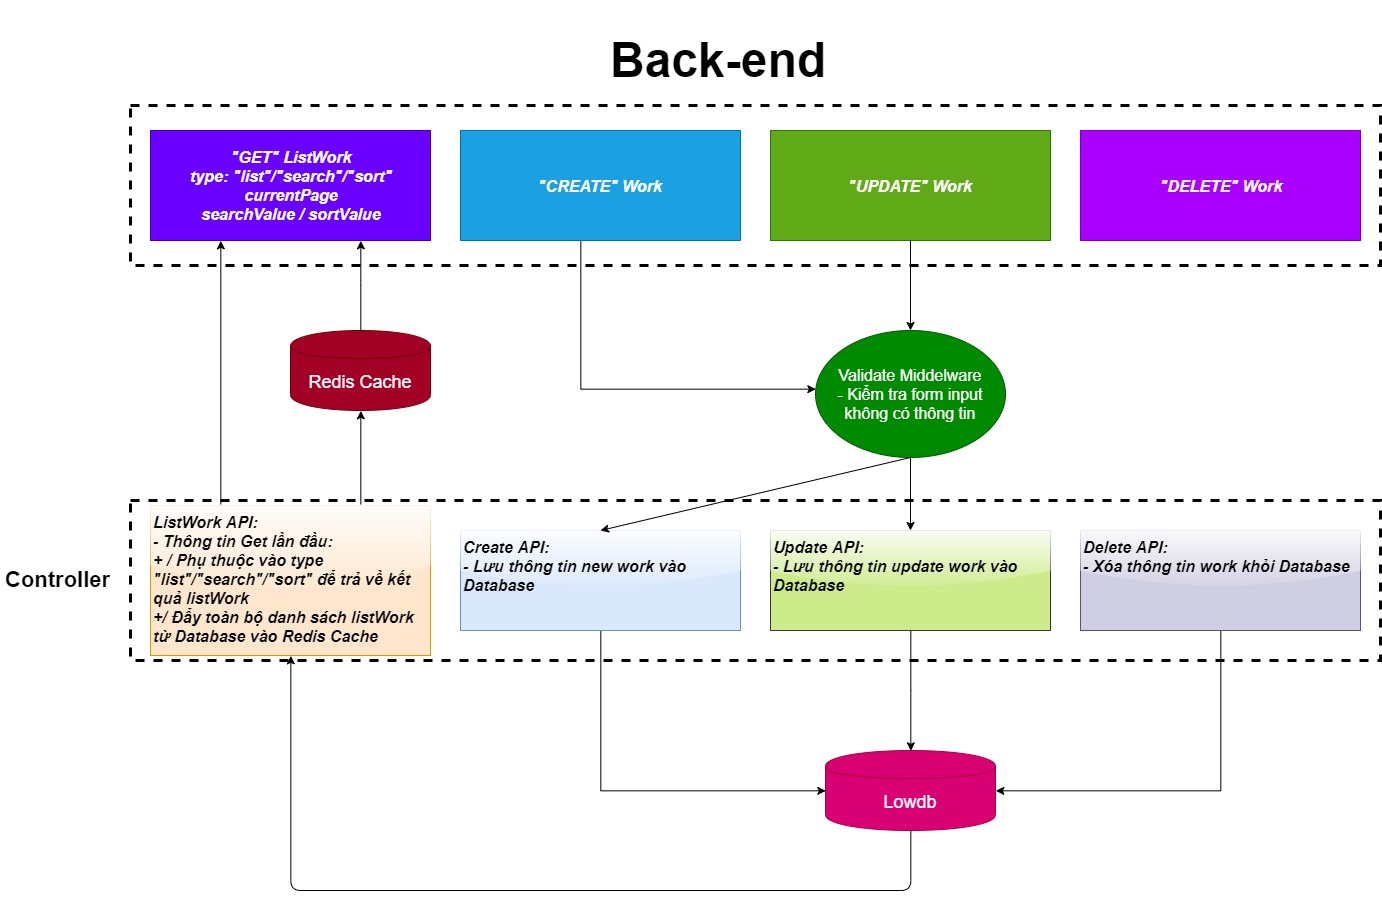 Back-end
"GET" ListWork
type: "list"/"search"/"sort"
currentPage
searchValue / sortValue
"CREATE" Work
"UPDATE" Work
"DELETE" Work
Redis Cache
Validate Middelware
- Kiểm tra form input
không có thông tin
Controller
ListWork API:
- Thông tin Get lần đầu:
+ / Phụ thuộc vào type
"list"/"search"/"sort" để trả về kết
quả listWork
+/ Đẩy toàn bộ danh sách listWork
từ Database vào Redis Cache
Create API:
- Lưu thông tin new work vào
Database
Update API:
- Lưu thông tin update work vào
Database
Delete API:
- Xóa thông tin work khỏi Database
Lowdb